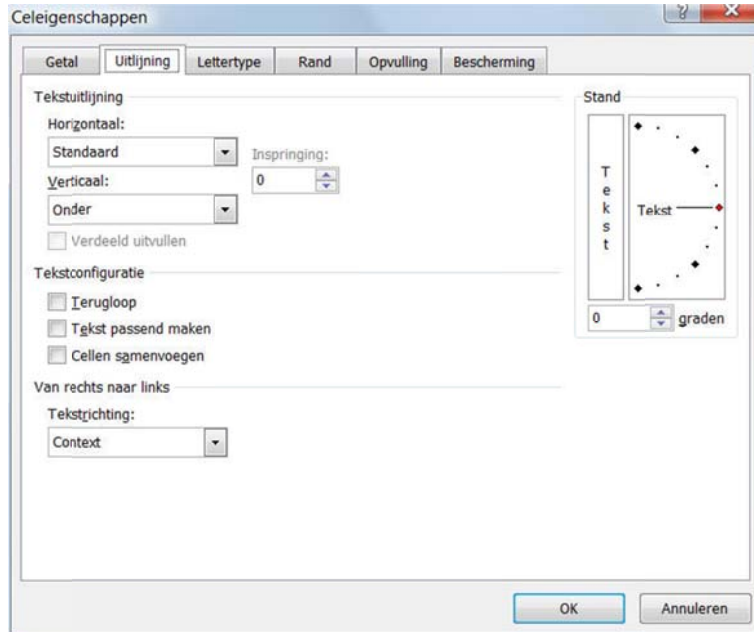 Celeigenschappen
Getal Uitlijning Lettertype Rand Opvulling Bescherming
Tekstuitlijning
Horizontaal:
Standaard
Inspringing:
0
Verticaal:
Onder
Verdeeld uitvullen
Tekstconfiguratie
Terugloop
Tekst passend maken
Cellen samenvoegen
Van rechts naar links
Tekstrichting:
Context
Stand
Tekst
Tekst
0 graden
OK Annuleren